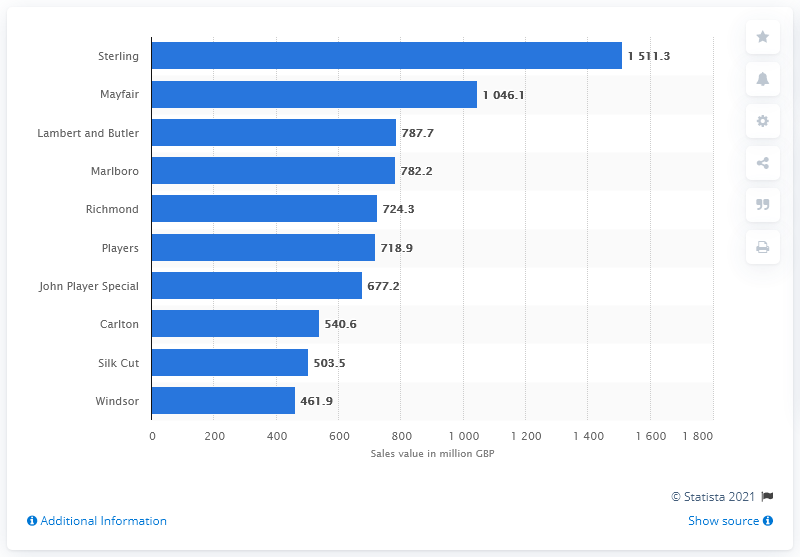 Sterling 1 511.3
Mayfair 1 046.1
Lambert and Butler 787.7
Marlboro 782.2
Richmond 724.3
Players 718.9
John Player Special 677.2
Carlton 540.6
Silk Cut 503.5
Windsor 461.9
0 200 400 600 800 1 000 1 200 1 400 1 600 1 800
Sales value in million GBP
© Statista 2021
Additional Information Show source